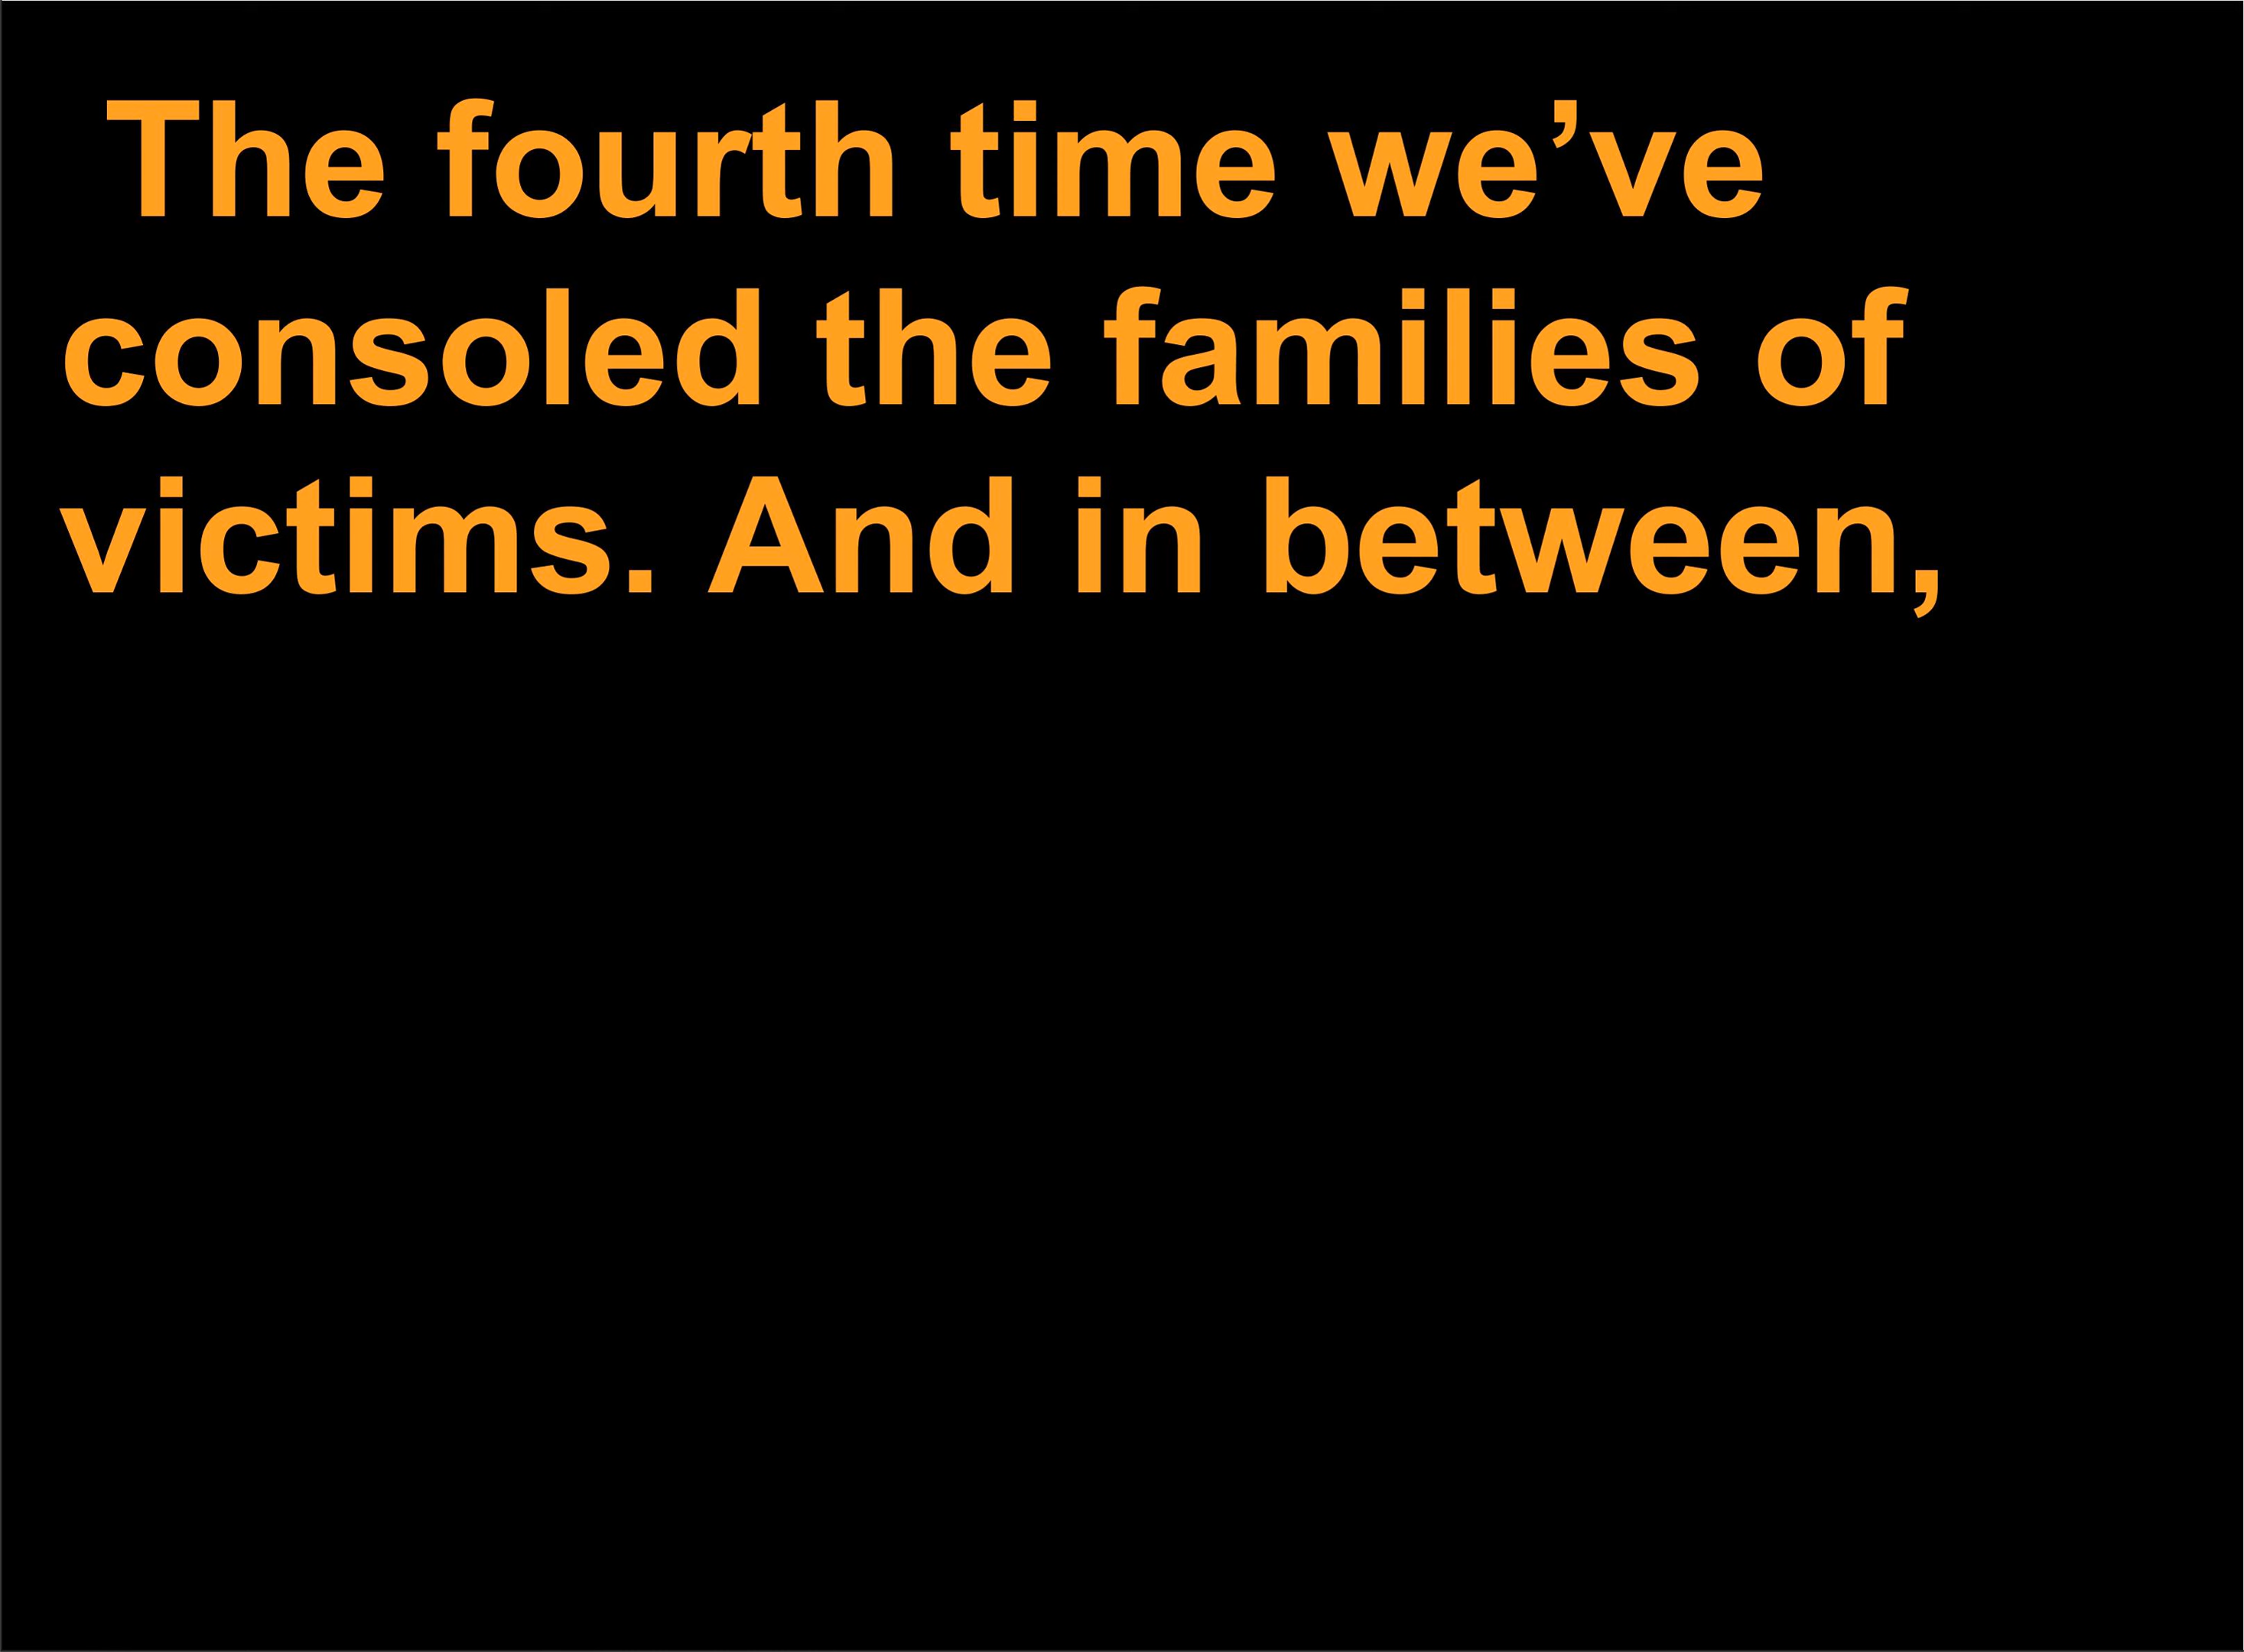 The fourth time we’ve
consoled the families of
victims. And in between,